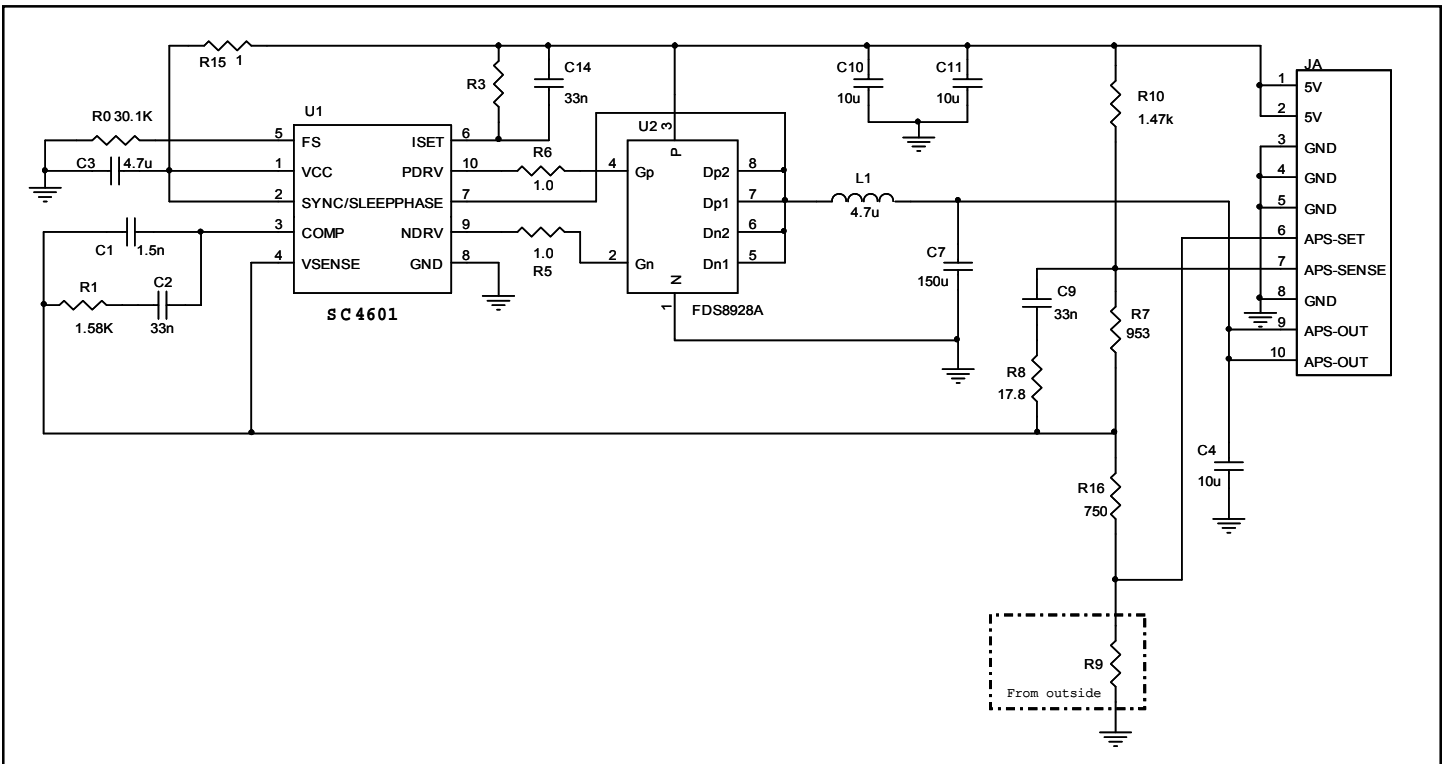 R15 1
R3
C14
33n
C10
10u
C11
10u
R10
1.47k
JA
1 5V
2 5V
3 GND
4 GND
5 GND
6 APS-SET
7 APS-SENSE
8 GND
9 APS-OUT
10 APS-OUT
R0 30.1K
C3 4.7u
C1 1.5n
R1
1.58K
C2
33n
U1
5 FS
1 VCC
2 SYNC/SLEEP
3 COMP
4 VSENSE
ISET 6
PDRV 10
PHASE 7
NDRV 9
GND 8
SC4601
R6
1.0
1.0
R5
U2
3
P
4 Gp
2 Gn
N
1
Dp2 8
Dp1 7
Dn2 6
Dn1 5
FDS8928A
L1
4.7u
C7
150u
C9
33n
R8
17.8
R7
953
R16
750
C4
10u
R9
From outside